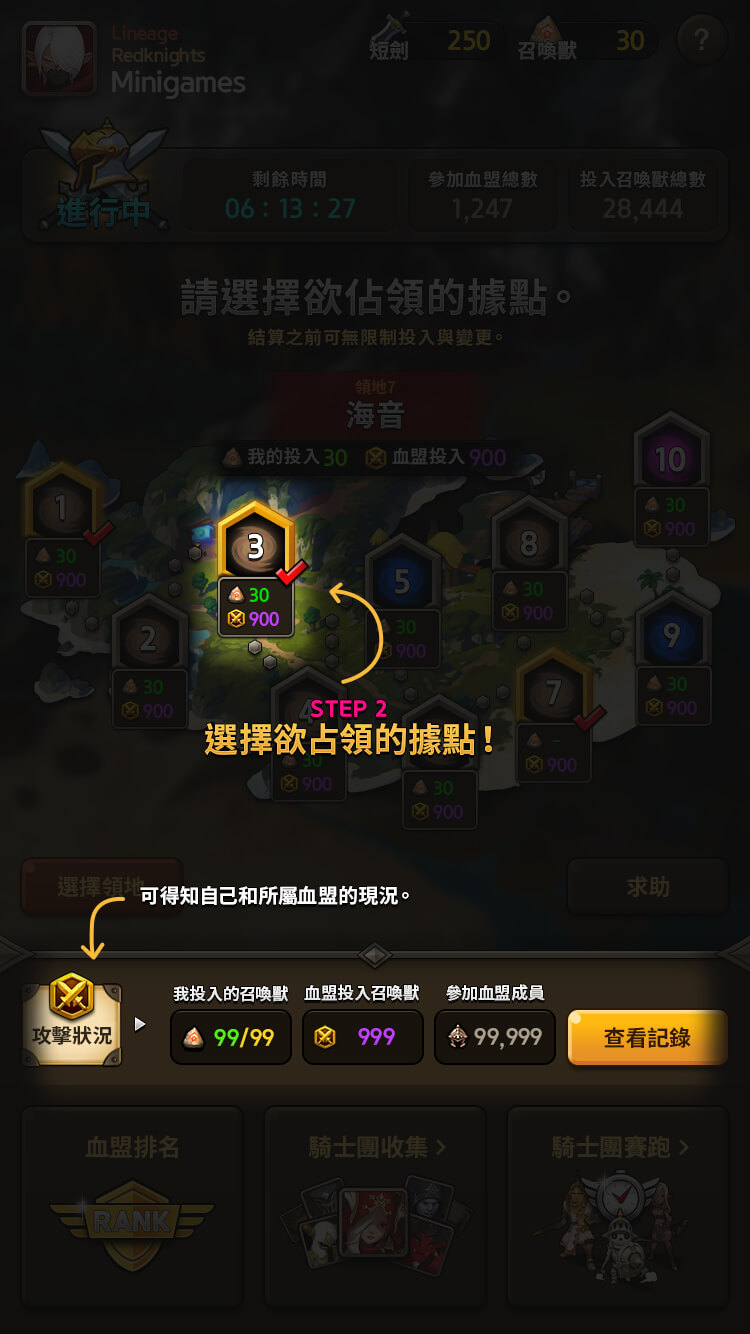 Lineage
Redknights
Minigames
短劍 250 召喚獸 30 ?
剩餘時間 參加血盟總數 投入召喚獸總數
進行中 06 : 13 : 27 1,247 28,444
請選擇欲佔領的據點。
結算之前可無限制投入與變更。
領地7
海音
我的投入 30 血盟投入 900
10
30
900
1
30
900
3
30
900
8
30
900
5
30
900
2
30
900
9
30
900
7
-
900
4
30
900
30
900
STEP 2
選擇欲占領的據點！
選擇領地 求助
可得知自己和所屬血盟的現況。
我投入的召喚獸 血盟投入召喚獸 參加血盟成員
攻擊狀況 99/99 999 99,999 查看記錄
血盟排名 騎士團收集 > 騎士團賽跑 >
RANK